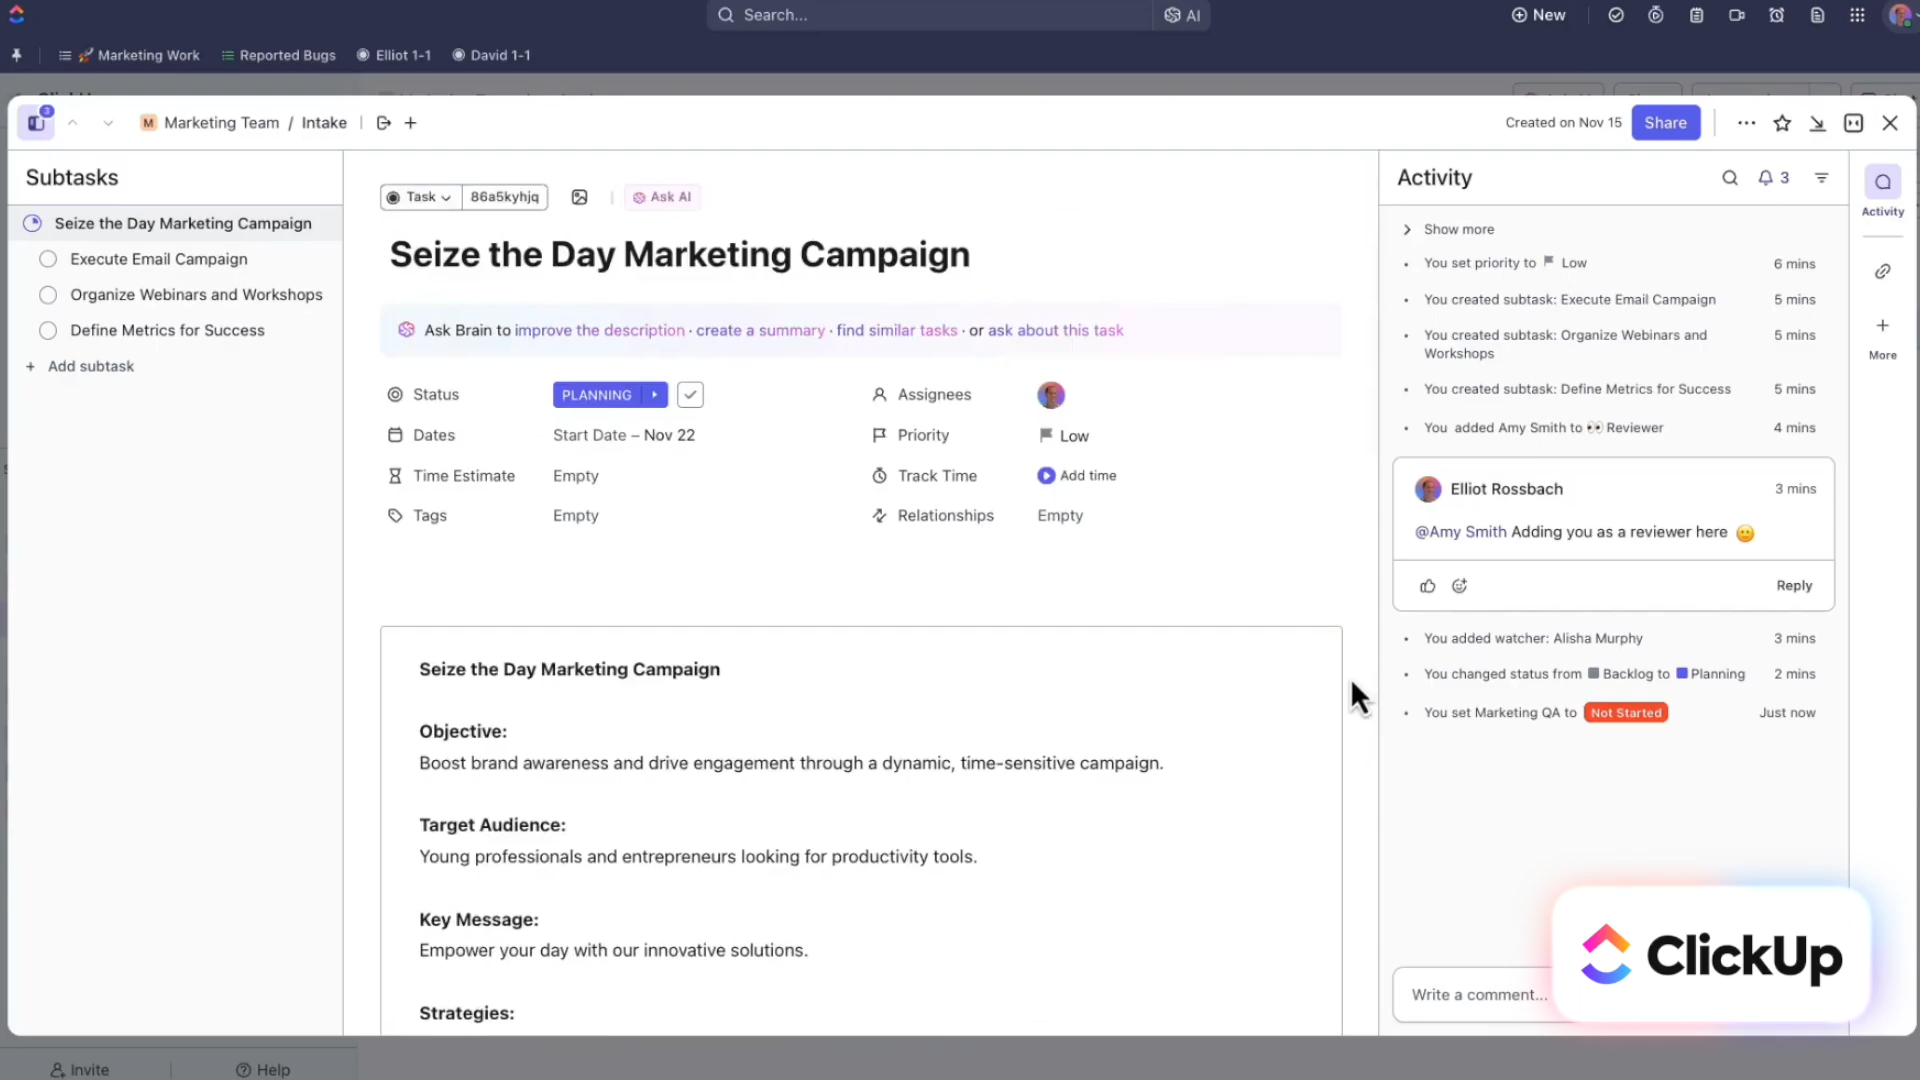 Search...
AI
New
Marketing Work
Reported Bugs
Elliot 1-1
David 1-1
3
M Marketing Team / Intake
Created on Nov 15
Share
Subtasks
Seize the Day Marketing Campaign
Execute Email Campaign
Organize Webinars and Workshops
Define Metrics for Success
+ Add subtask
Task
86a5kyhjq
Ask AI
Seize the Day Marketing Campaign
Ask Brain to improve the description · create a summary · find similar tasks · or ask about this task
Status
PLANNING
Assignees
Dates
Start Date – Nov 22
Priority
Low
Time Estimate
Empty
Track Time
Add time
Tags
Empty
Relationships
Empty
Seize the Day Marketing Campaign
Objective:
Boost brand awareness and drive engagement through a dynamic, time-sensitive campaign.
Target Audience:
Young professionals and entrepreneurs looking for productivity tools.
Key Message:
Empower your day with our innovative solutions.
Strategies:
Activity
3
Show more
You set priority to Low
6 mins
You created subtask: Execute Email Campaign
5 mins
You created subtask: Organize Webinars and
Workshops
5 mins
You created subtask: Define Metrics for Success
5 mins
You added Amy Smith to 👀 Reviewer
4 mins
Elliot Rossbach
3 mins
@Amy Smith Adding you as a reviewer here 🙂
Reply
You added watcher: Alisha Murphy
3 mins
You changed status from Backlog to Planning
2 mins
You set Marketing QA to Not Started
Just now
Write a comment...
Activity
More
ClickUp
Invite
Help